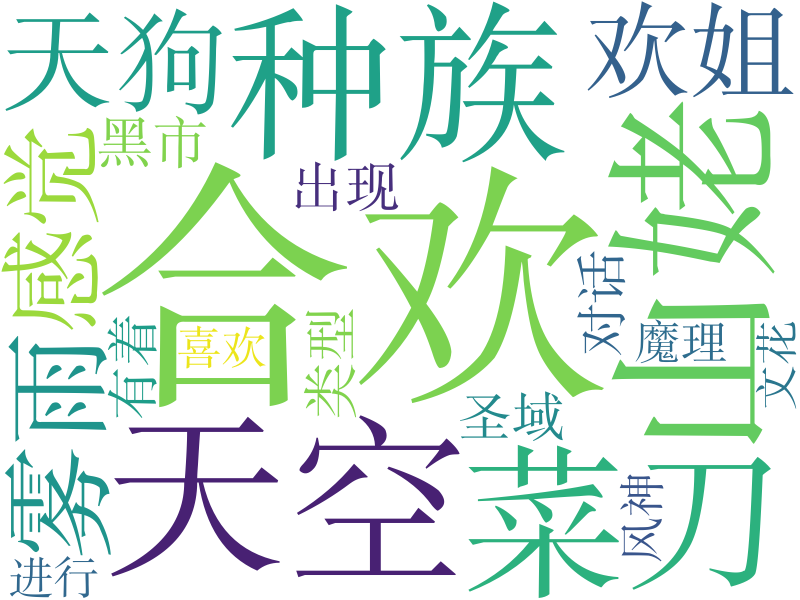 天狗
种族
欢姐
感觉
黑市
出现
合欢
山姥
雨雾
有着
喜欢
类型
对话
魔理
文花
天空
圣域
菜刀
风神
进行